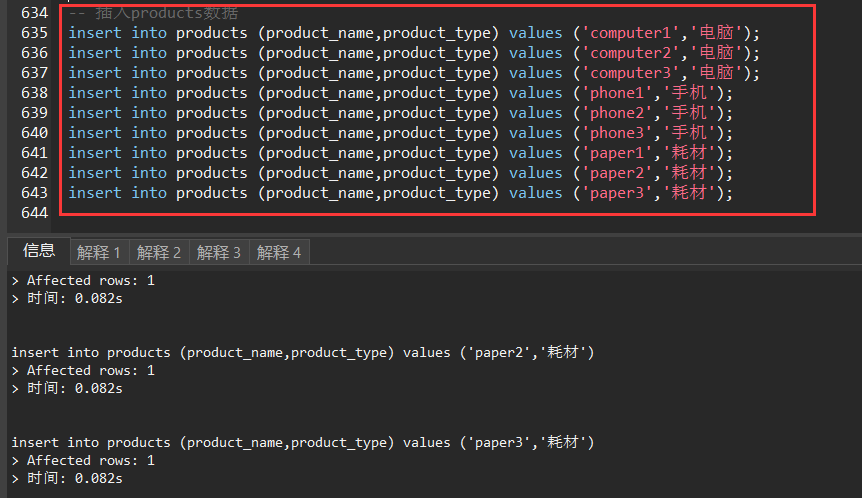 634 -- 插入products数据
635 insert into products (product_name,product_type) values ('computer1','电脑');
636 insert into products (product_name,product_type) values ('computer2','电脑');
637 insert into products (product_name,product_type) values ('computer3','电脑');
638 insert into products (product_name,product_type) values ('phone1','手机');
639 insert into products (product_name,product_type) values ('phone2','手机');
640 insert into products (product_name,product_type) values ('phone3','手机');
641 insert into products (product_name,product_type) values ('paper1','耗材');
642 insert into products (product_name,product_type) values ('paper2','耗材');
643 insert into products (product_name,product_type) values ('paper3','耗材');
644
信息 解释 1 解释 2 解释 3 解释 4
> Affected rows: 1
> 时间: 0.082s
insert into products (product_name,product_type) values ('paper2','耗材')
> Affected rows: 1
> 时间: 0.082s
insert into products (product_name,product_type) values ('paper3','耗材')
> Affected rows: 1
> 时间: 0.082s